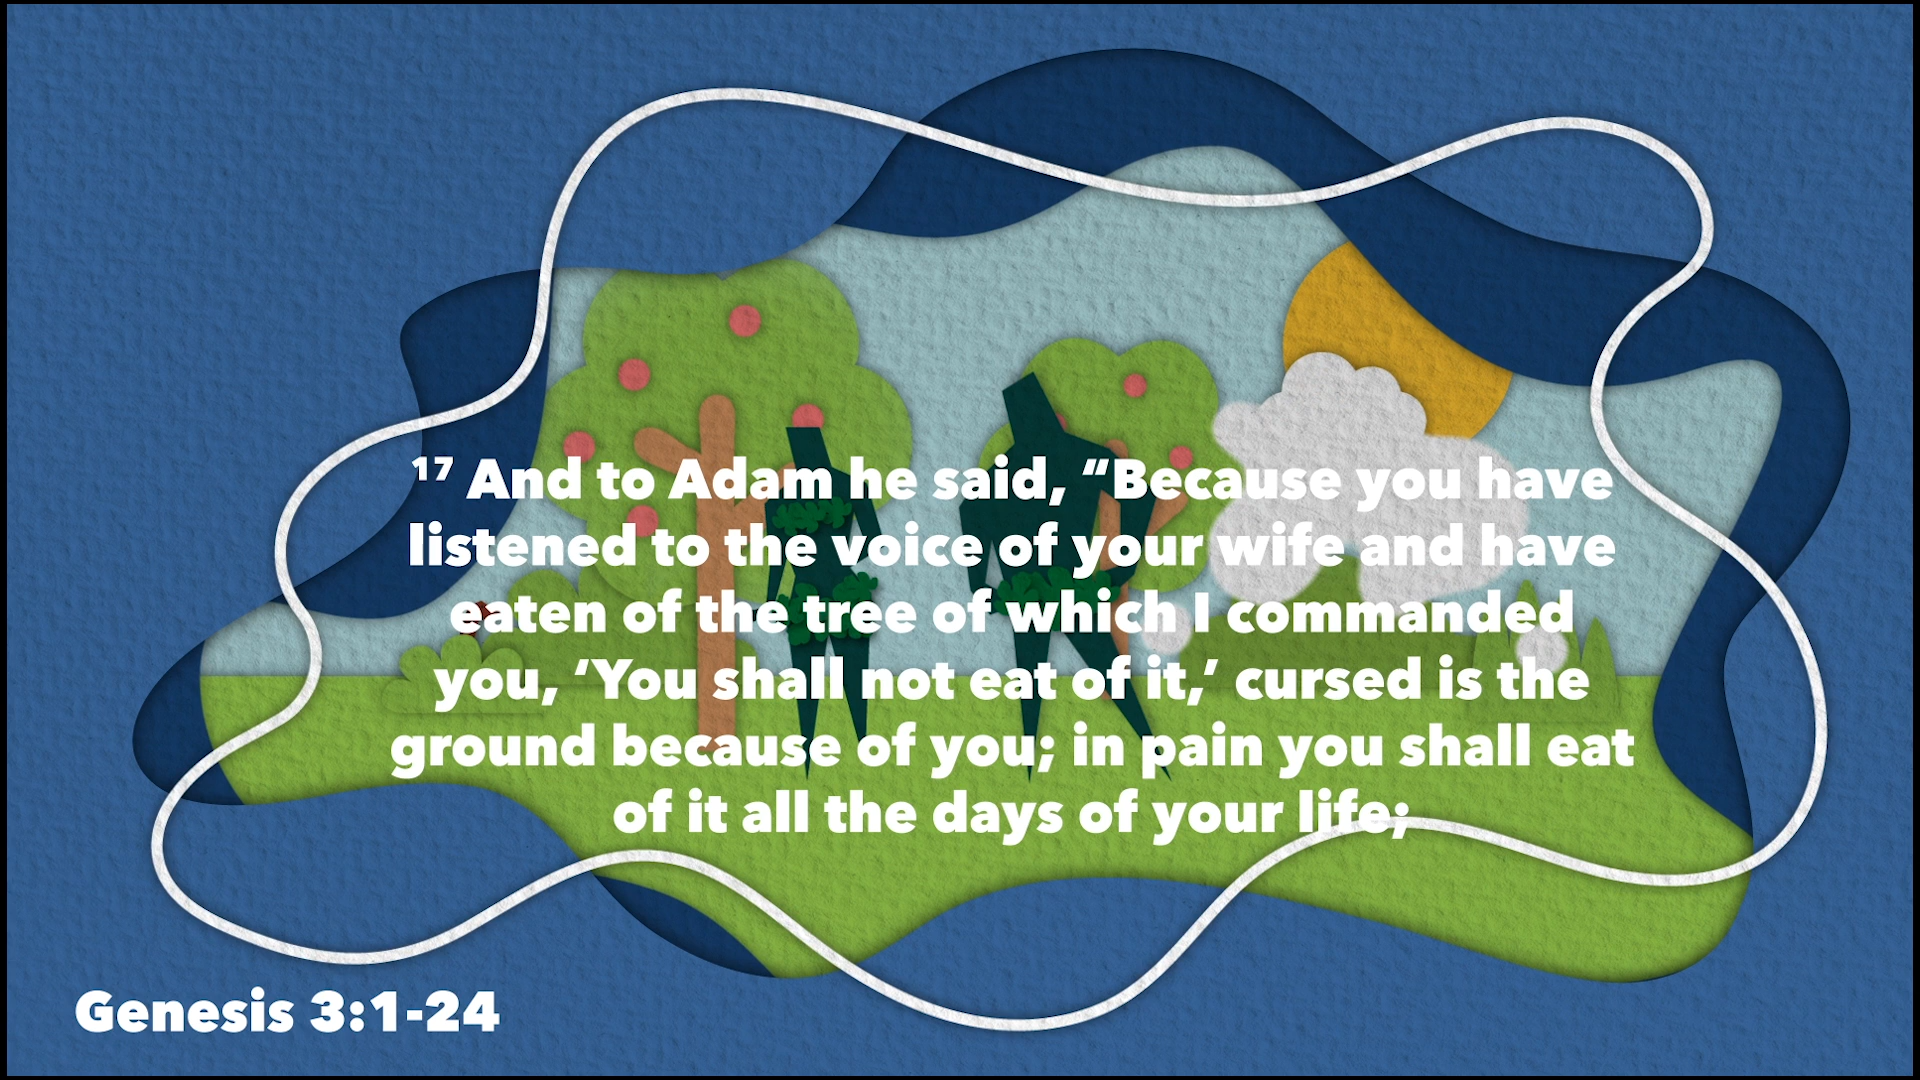 ¹⁷ And to Adam he said, “Because you have
listened to the voice of your wife and have
eaten of the tree of which I commanded
you, ‘You shall not eat of it,’ cursed is the
ground because of you; in pain you shall eat
of it all the days of your life;
Genesis 3:1-24